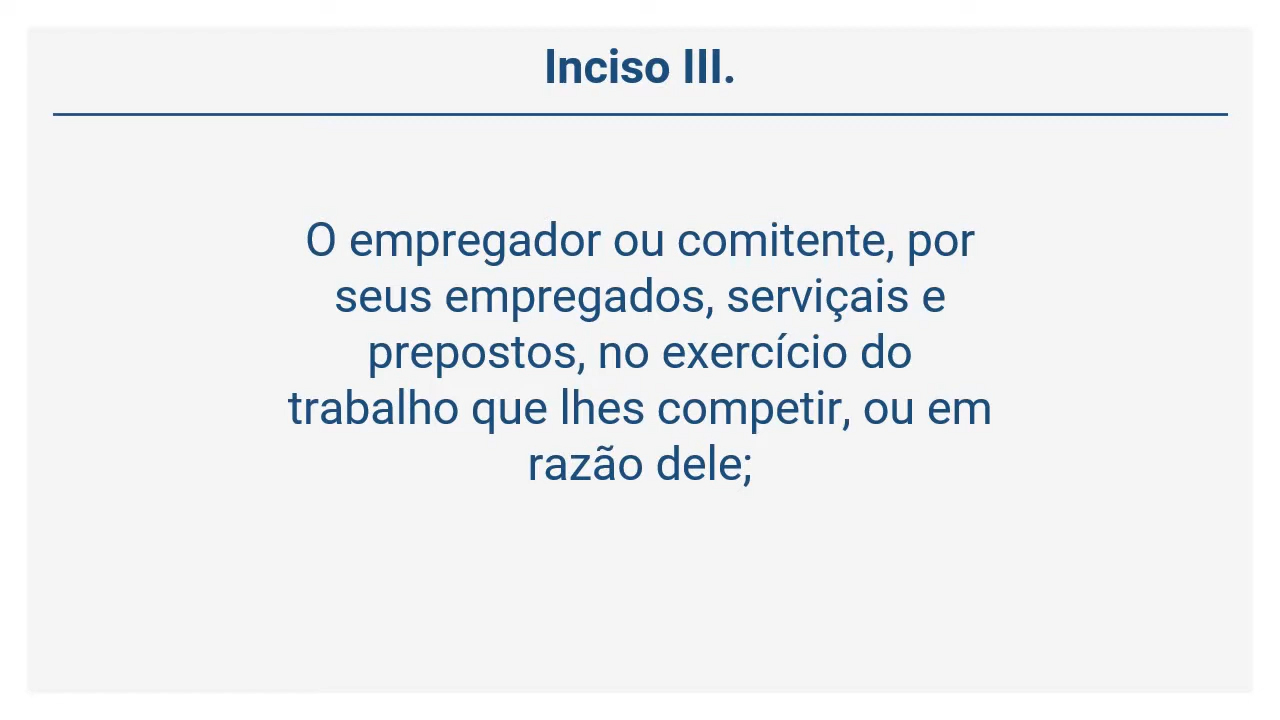 Inciso III.
O empregador ou comitente, por
seus empregados, serviçais e
prepostos, no exercício do
trabalho que lhes competir, ou em
razão dele;